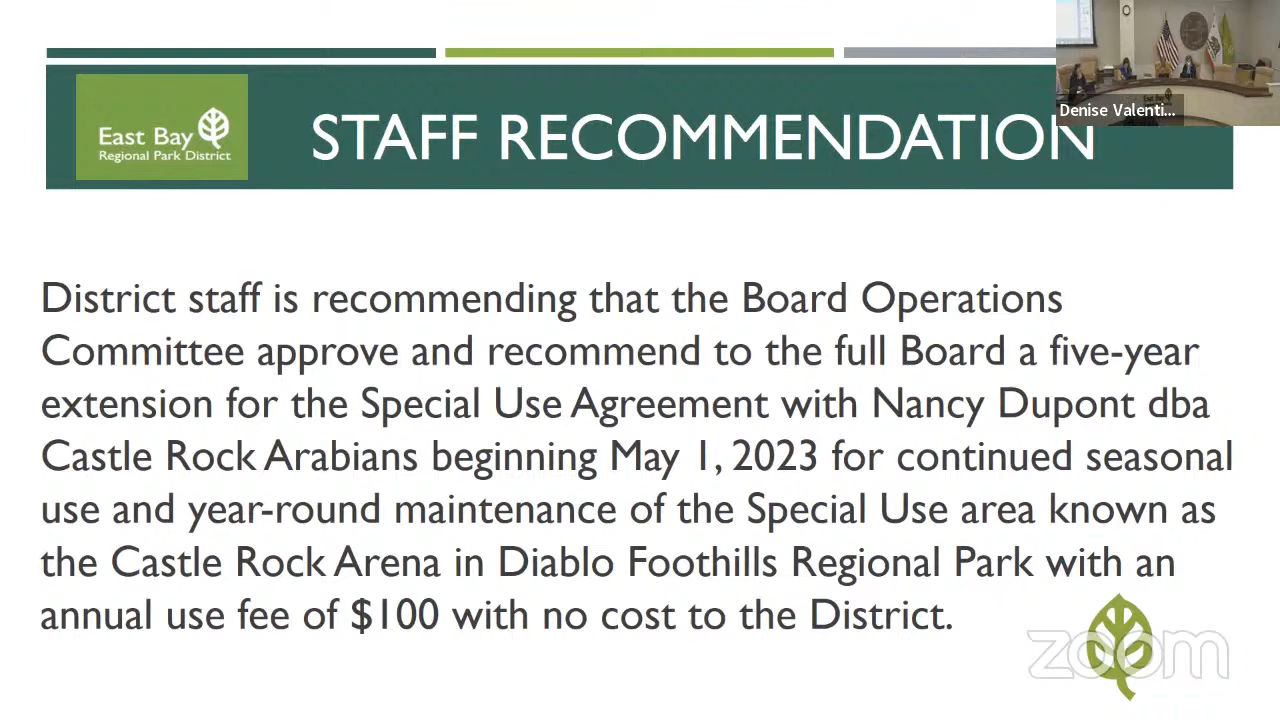 East Bay
Regional Park District
STAFF RECOMMENDATION
Denise Valenti...
District staff is recommending that the Board Operations
Committee approve and recommend to the full Board a five-year
extension for the Special Use Agreement with Nancy Dupont dba
Castle Rock Arabians beginning May 1, 2023 for continued seasonal
use and year-round maintenance of the Special Use area known as
the Castle Rock Arena in Diablo Foothills Regional Park with an
annual use fee of $100 with no cost to the District.
zoom